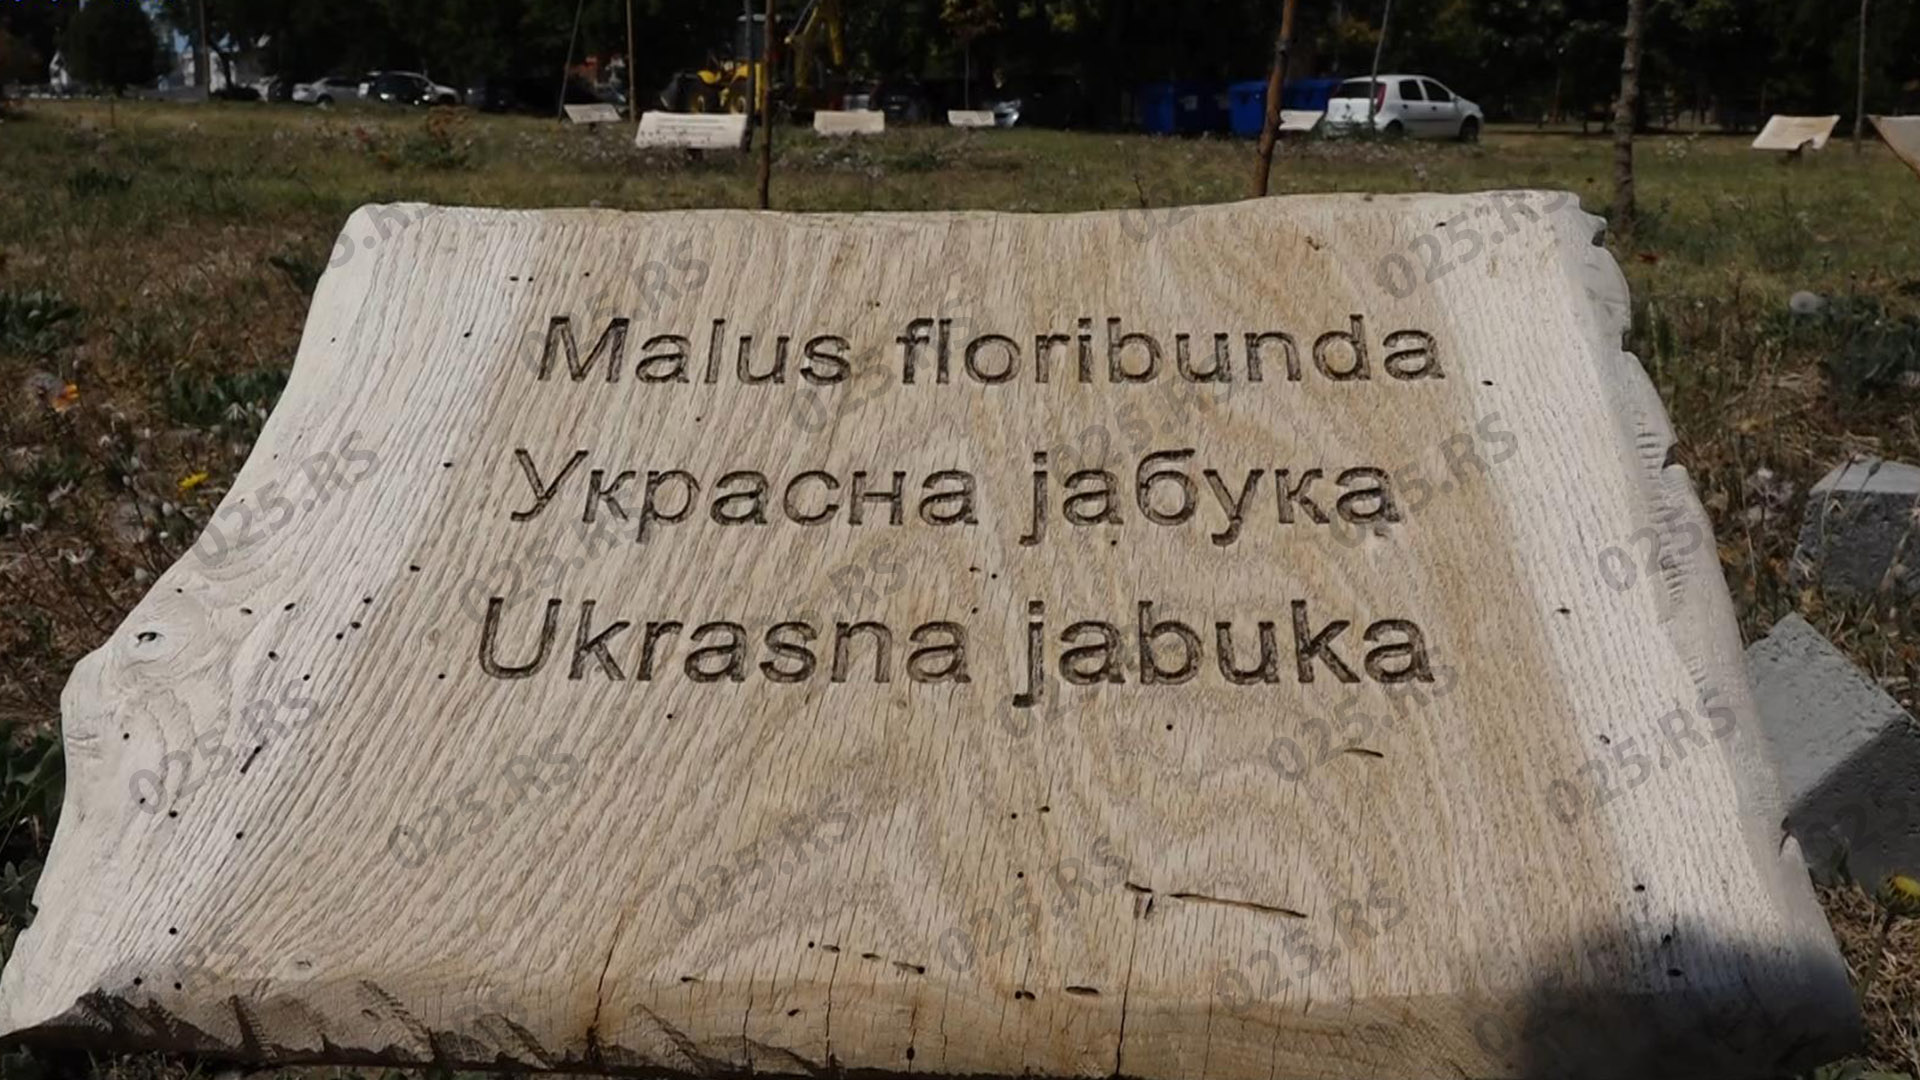 Malus floribunda
Украсна јабука
Ukrasna jabuka
025.RS